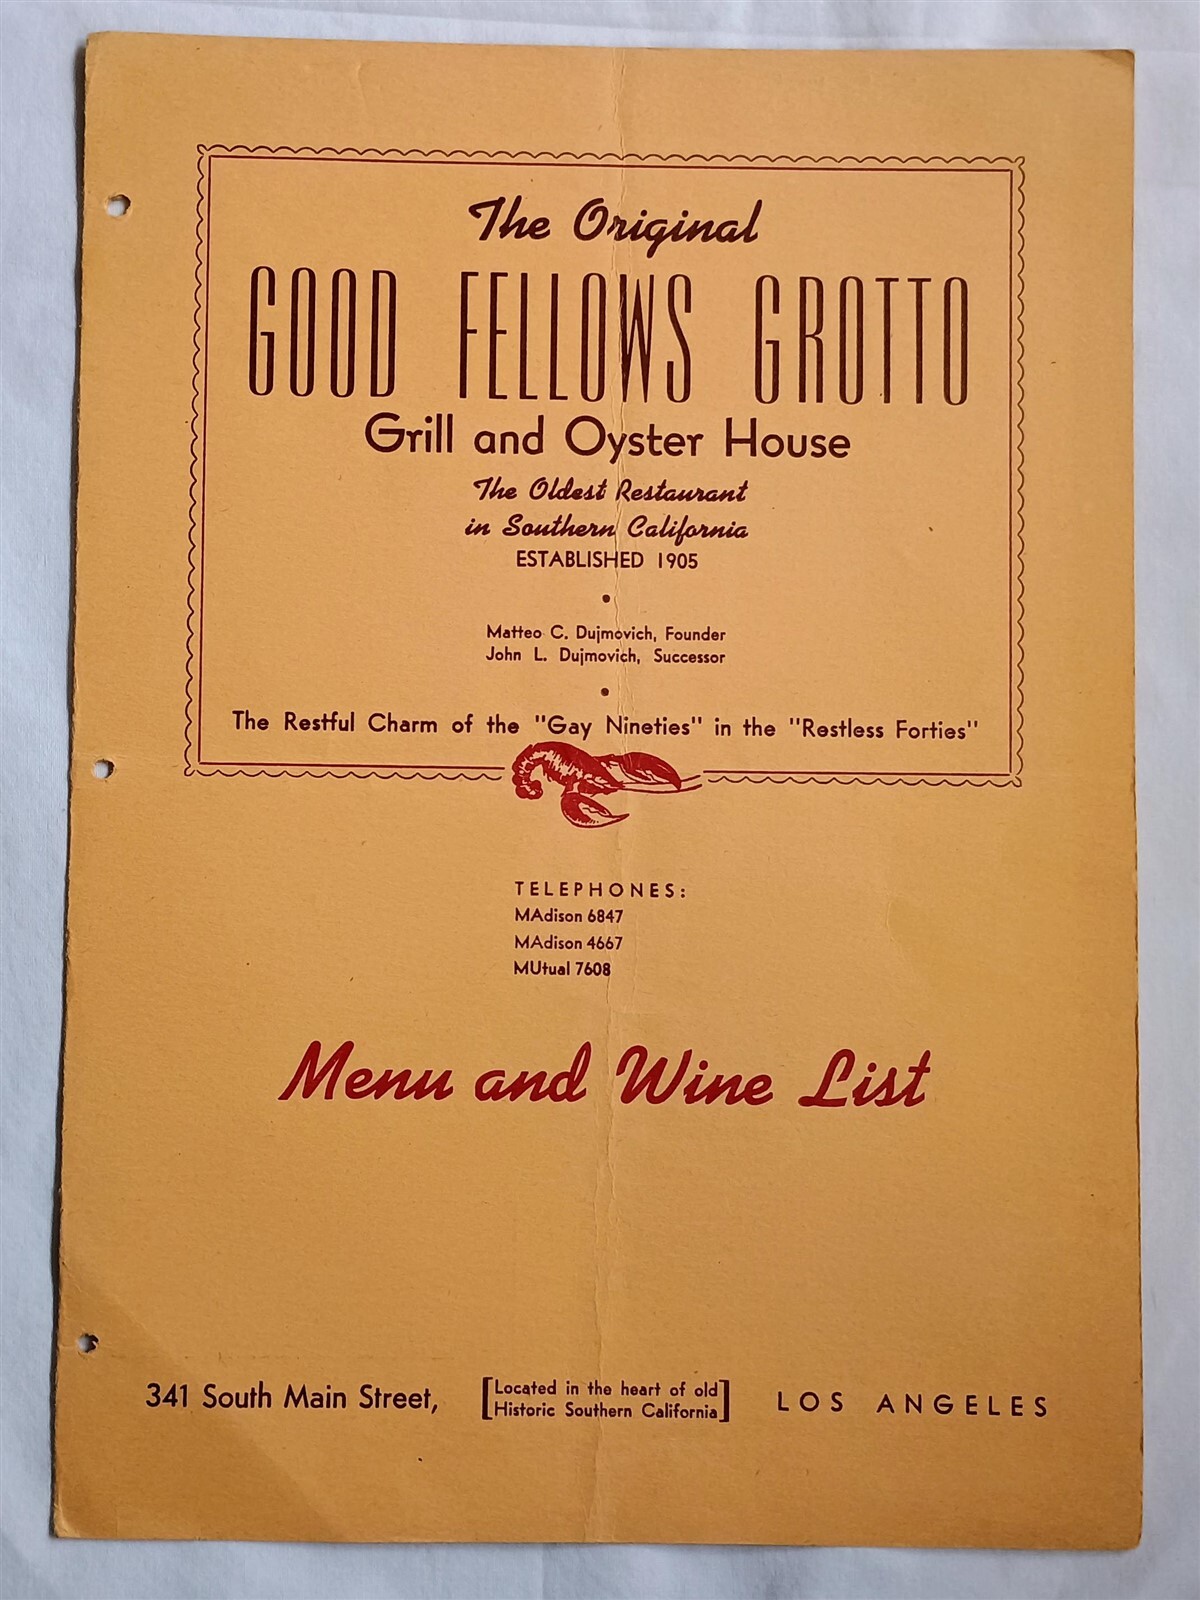 The Original
GOOD FELLOWS GROTTO
Grill and Oyster House
The Oldest Restaurant
in Southern California
ESTABLISHED 1905
•
Matteo C. Dujmovich, Founder
John L. Dujmovich, Successor
•
The Restful Charm of the "Gay Nineties" in the "Restless Forties"
TELEPHONES:
MAdison 6847
MAdison 4667
MUtual 7608
Menu and Wine List
341 South Main Street,
[Located in the heart of old
Historic Southern California]
LOS ANGELES